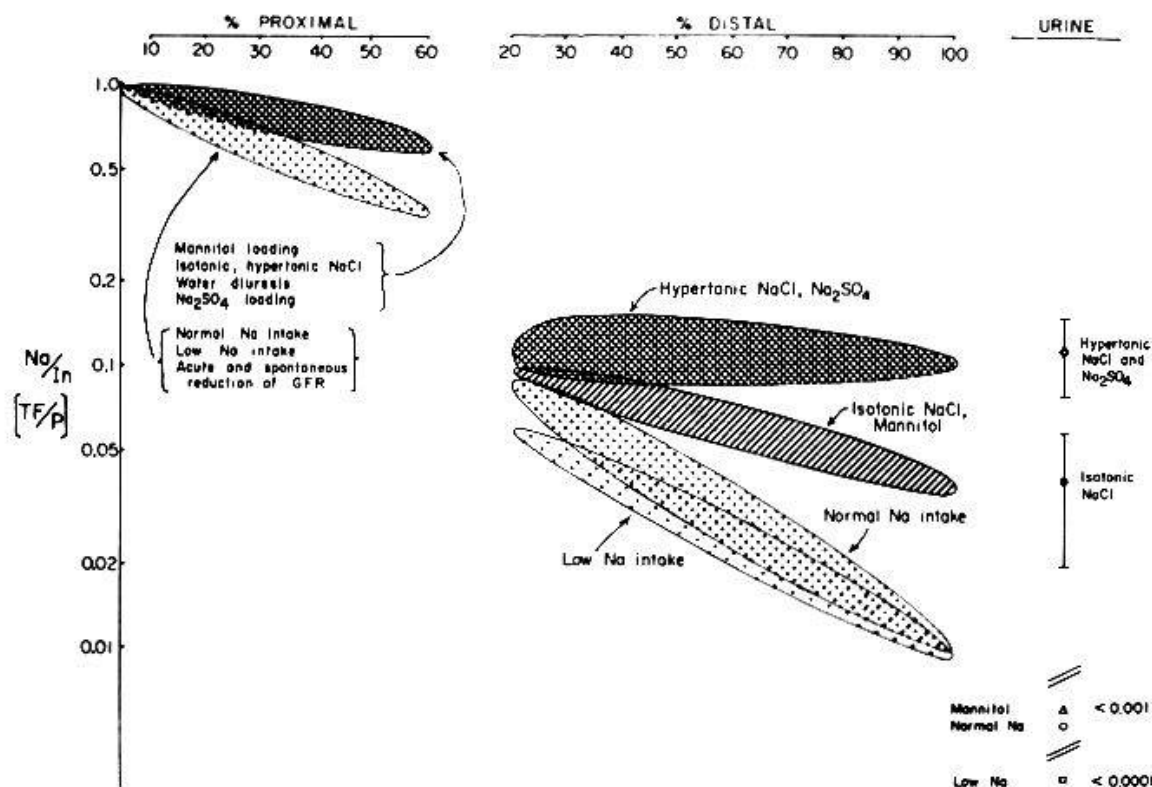 % PROXIMAL
% DISTAL
URINE
10 20 30 40 50 60
20 30 40 50 60 70 80 90 100
1.0
0.5
0.2
0.1
0.05
0.02
0.01
Na/In
[TF/P]
Mannitol loading
Isotonic, hypertonic NaCl
Water diuresis
Na₂SO₄ loading
Normal Na Intake
Low Na intake
Acute and spontaneous
reduction of GFR
Hypertonic NaCl, Na₂SO₄
Isotonic NaCl,
Mannitol
Normal Na intake
Low Na intake
Hypertonic
NaCl and
Na₂SO₄
Isotonic
NaCl
Mannitol < 0.001
Normal Na
Low Na < 0.0001